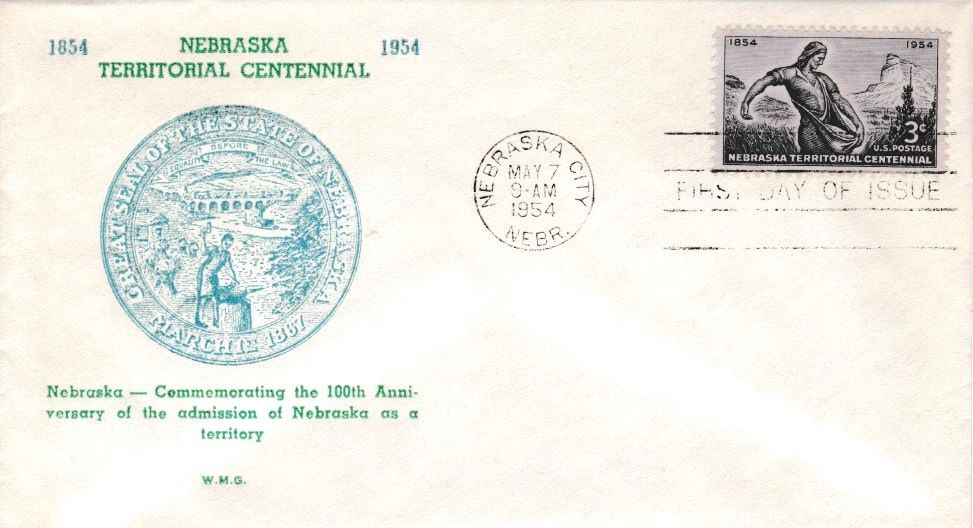 1854 NEBRASKA 1954
TERRITORIAL CENTENNIAL
GREAT SEAL OF THE STATE OF NEBRASKA
EQUALITY BEFORE THE LAW
MARCH 1st 1867
Nebraska — Commemorating the 100th Anni-
versary of the admission of Nebraska as a
territory
W.M.G.
NEBRASKA CITY
MAY 7
9-AM
1954
NEBR.
1854 1954
3¢
U.S. POSTAGE
NEBRASKA TERRITORIAL CENTENNIAL
FIRST DAY OF ISSUE